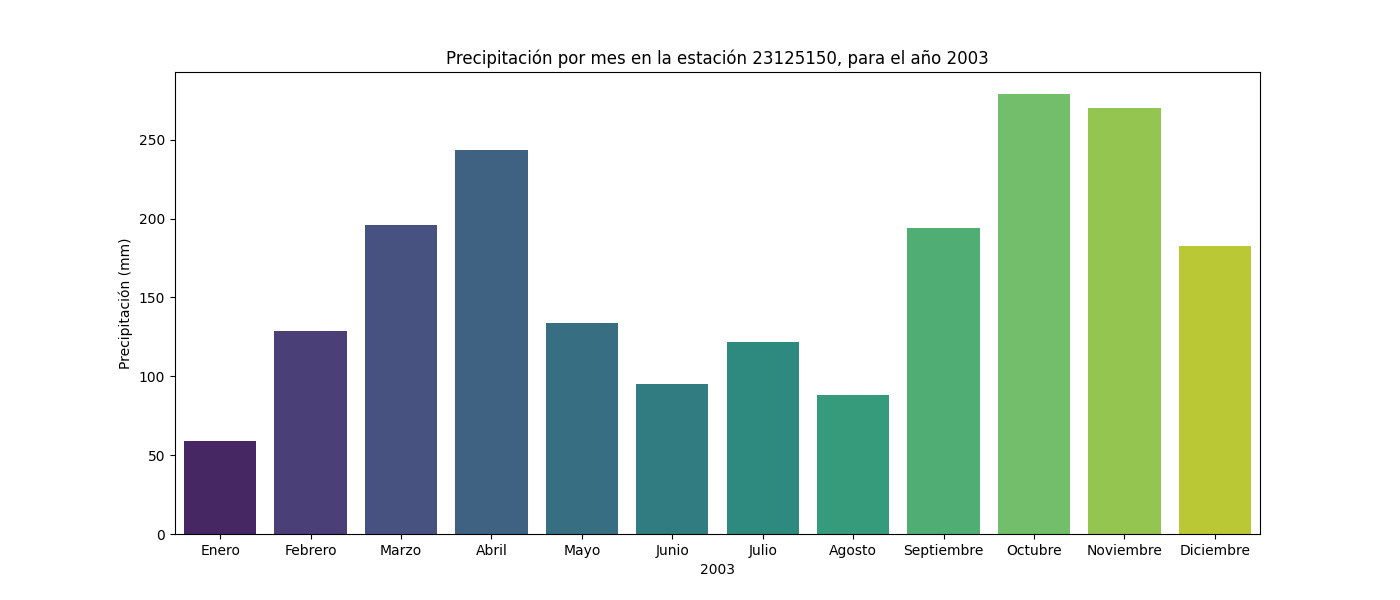 Precipitación por mes en la estación 23125150, para el año 2003
Precipitación (mm)
250
200
150
100
50
0
Enero Febrero Marzo Abril Mayo Junio Julio Agosto Septiembre Octubre Noviembre Diciembre
2003